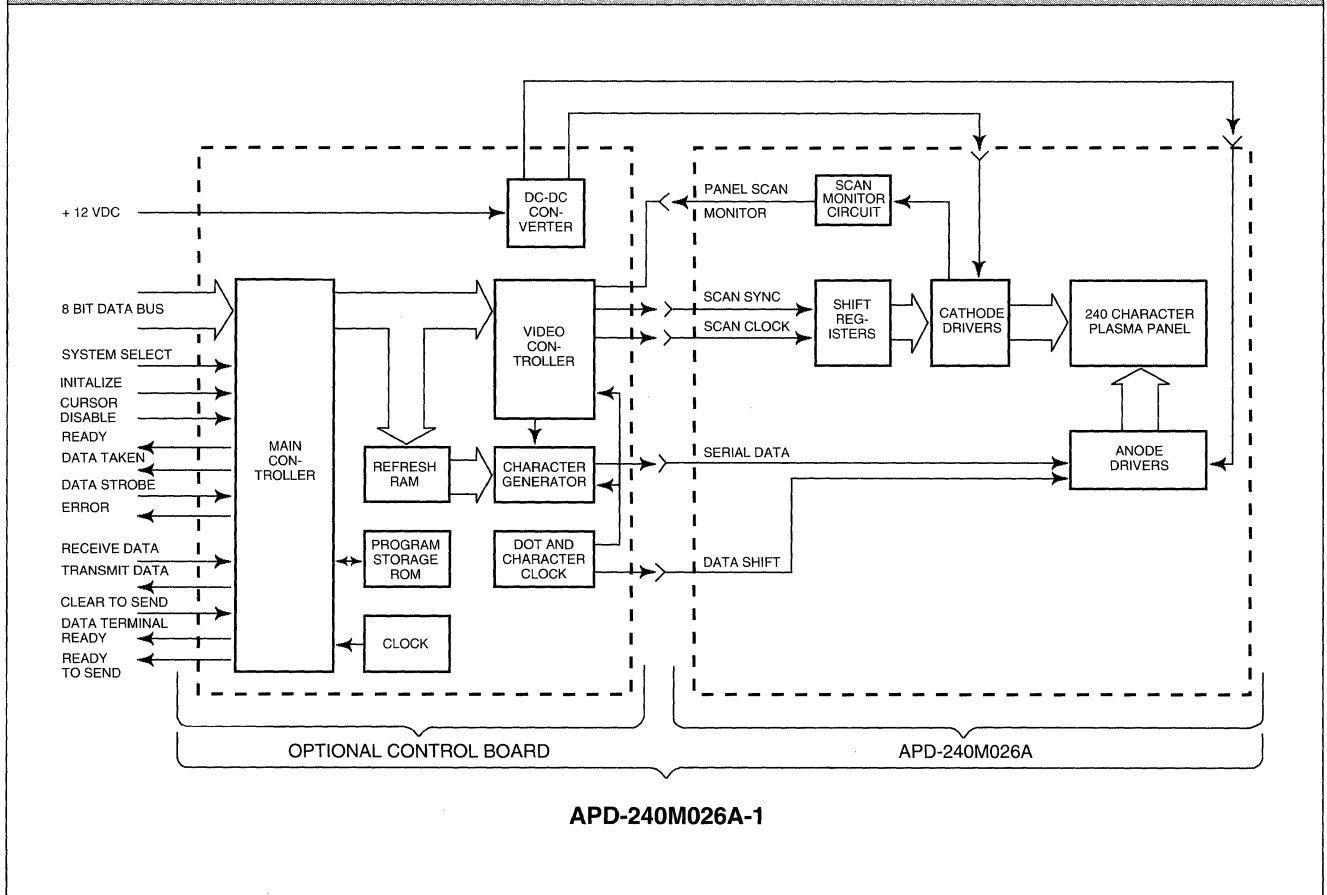 + 12 VDC
8 BIT DATA BUS
SYSTEM SELECT
INITALIZE
CURSOR
DISABLE
READY
DATA TAKEN
DATA STROBE
ERROR
RECEIVE DATA
TRANSMIT DATA
CLEAR TO SEND
DATA TERMINAL
READY
READY
TO SEND
MAIN
CON-
TROLLER
DC-DC
CON-
VERTER
VIDEO
CON-
TROLLER
REFRESH
RAM
CHARACTER
GENERATOR
PROGRAM
STORAGE
ROM
DOT AND
CHARACTER
CLOCK
CLOCK
PANEL SCAN
MONITOR
SCAN
MONITOR
CIRCUIT
SCAN SYNC
SCAN CLOCK
SHIFT
REG-
ISTERS
CATHODE
DRIVERS
240 CHARACTER
PLASMA PANEL
SERIAL DATA
ANODE
DRIVERS
DATA SHIFT
OPTIONAL CONTROL BOARD
APD-240M026A
APD-240M026A-1